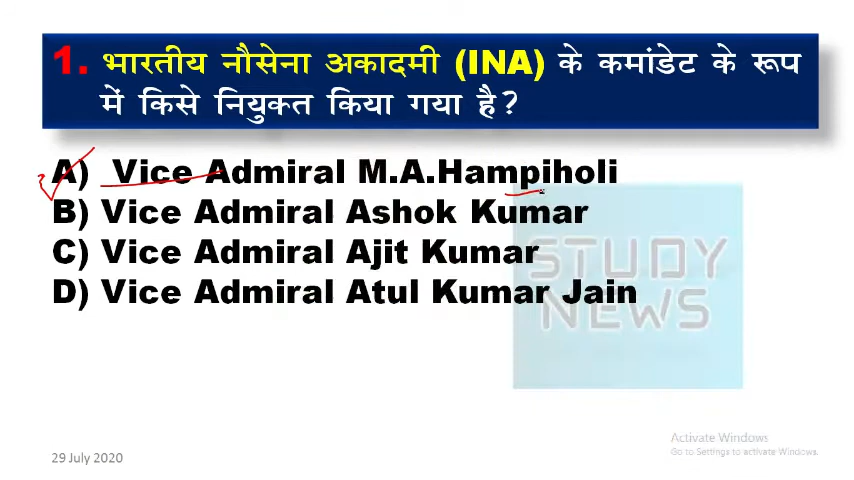 1. भारतीय नौसेना अकादमी (INA) के कमांडेट के रूप
में किसे नियुक्त किया गया है?
A) Vice Admiral M.A.Hampiholi
B) Vice Admiral Ashok Kumar
C) Vice Admiral Ajit Kumar
D) Vice Admiral Atul Kumar Jain
STUDY
NEWS
Activate Windows
Go to Settings to activate Windows.
29 July 2020